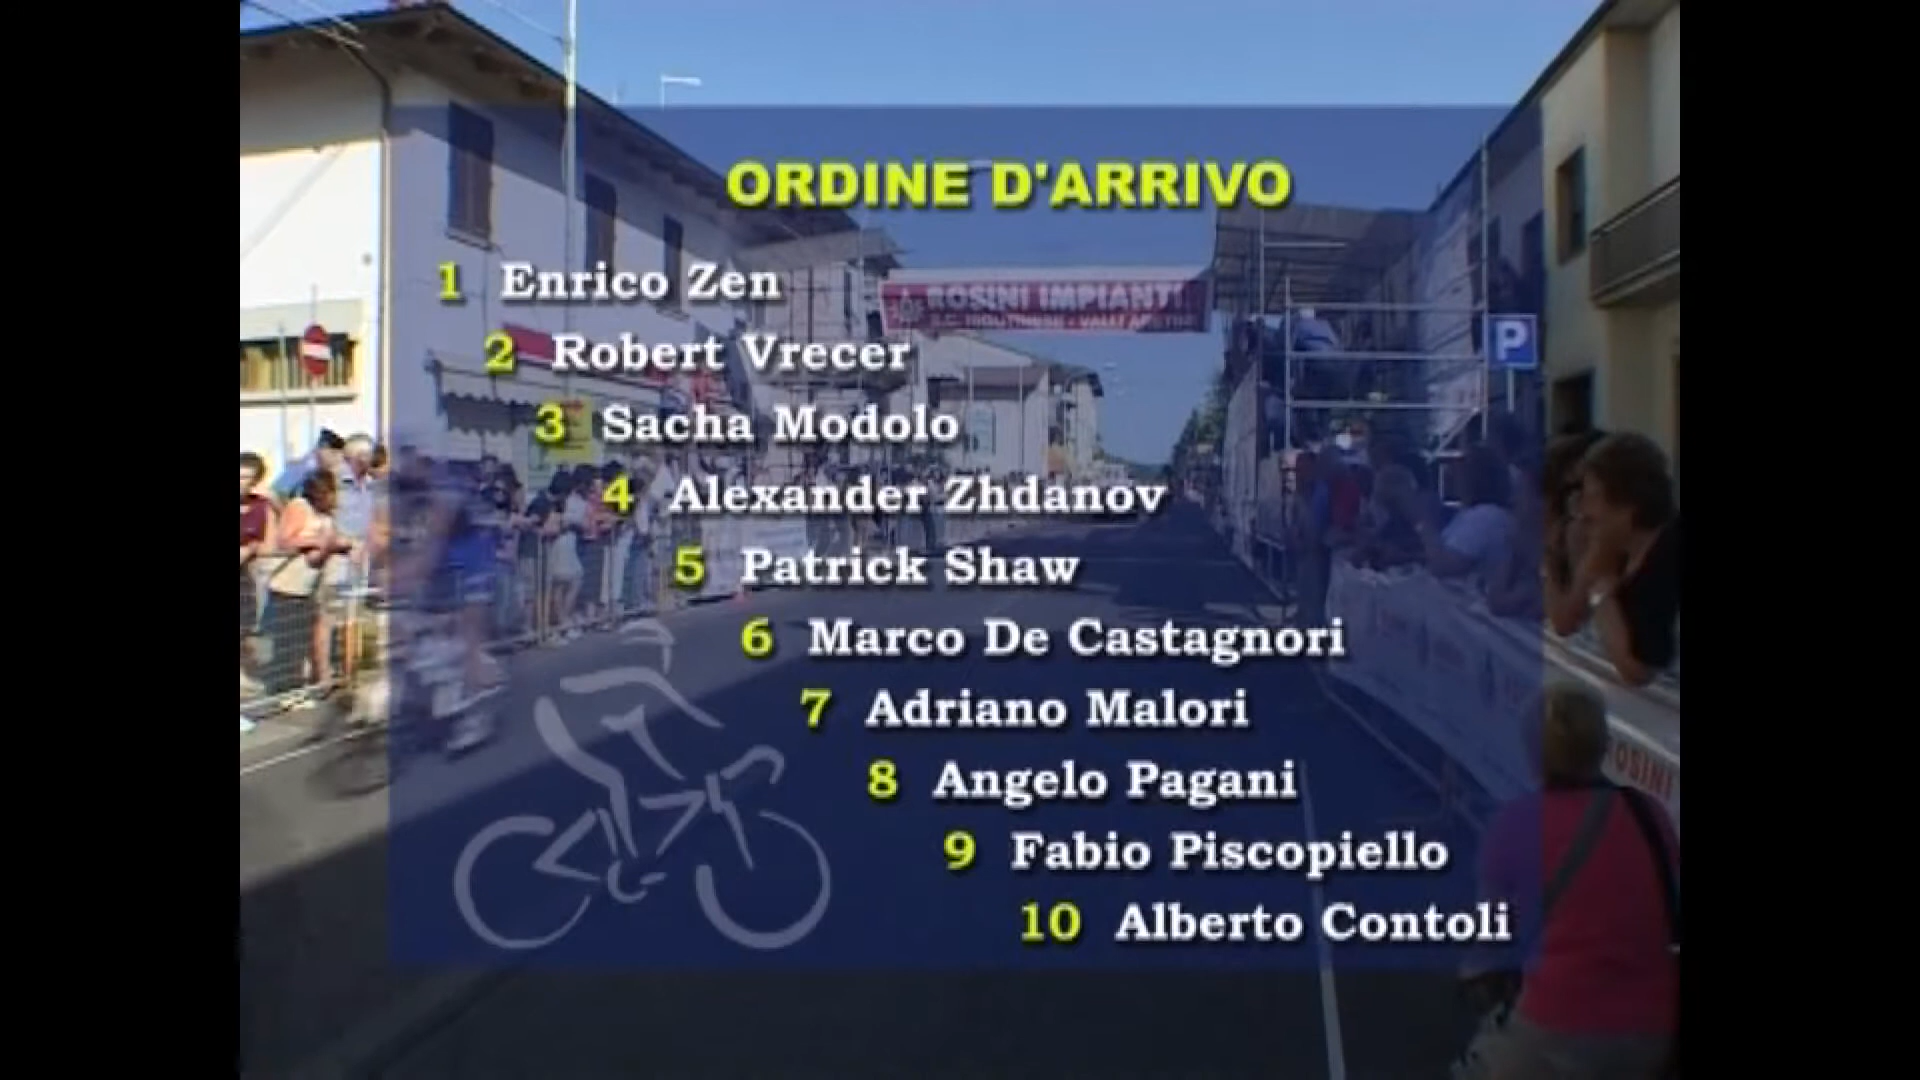 ORDINE D'ARRIVO
1 Enrico Zen
ROSINI IMPIANTI
2 Robert Vrecer
P
3 Sacha Modolo
4 Alexander Zhdanov
5 Patrick Shaw
6 Marco De Castagnori
7 Adriano Malori
8 Angelo Pagani
ROSINI
9 Fabio Piscopiello
10 Alberto Contoli